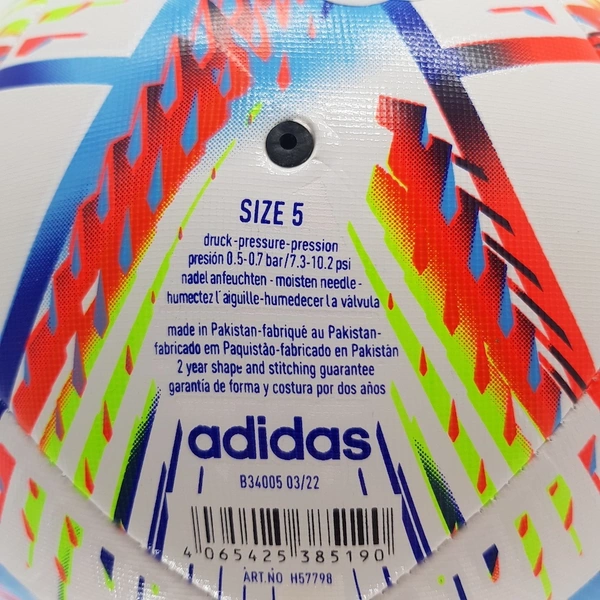 SIZE 5
druck-pressure-pression
presión 0.5-0.7 bar/7.3-10.2 psi
nadel anfeuchten - moisten needle -
humectez l'aiguille-humedecer la válvula
made in Pakistan-fabriqué au Pakistan-
fabricado em Paquistão-fabricado en Pakistán
2 year shape and stitching guarantee
garantía de forma y costura por dos años
adidas
B34005 03/22
4 065425 385190
ART.NO H57798